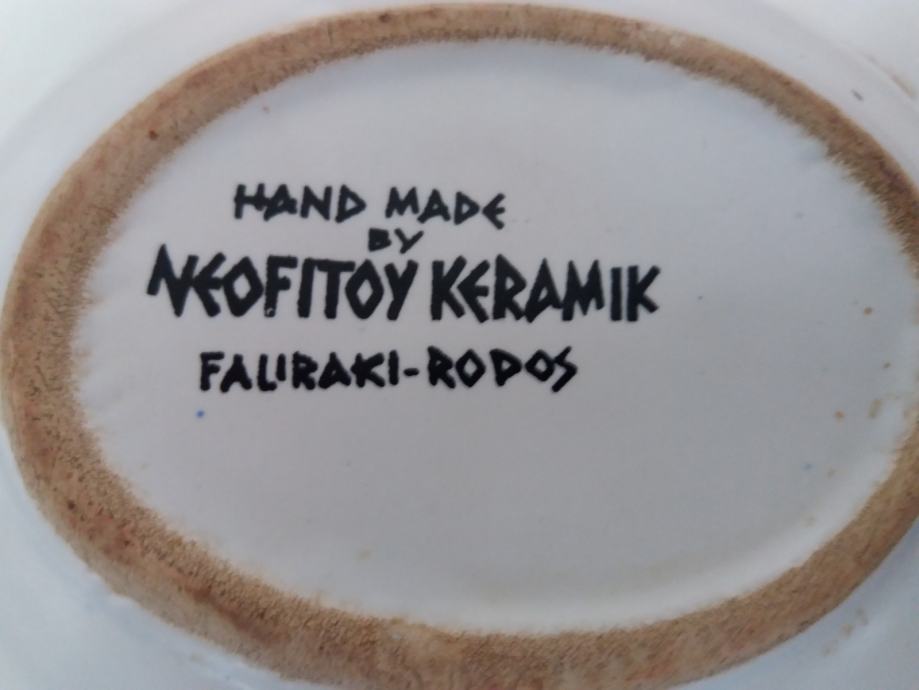 HAND MADE
BY
NEOFITOY KERAMIK
FALIRAKI-RODOS